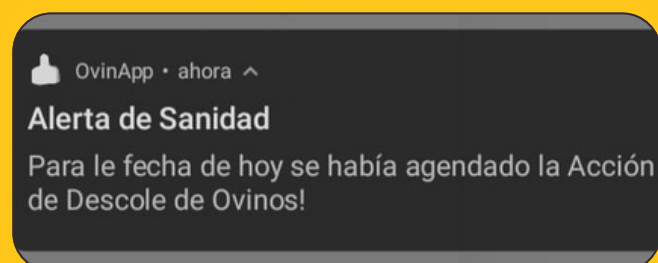 OvinApp • ahora ^
Alerta de Sanidad
Para le fecha de hoy se había agendado la Acción
de Descole de Ovinos!